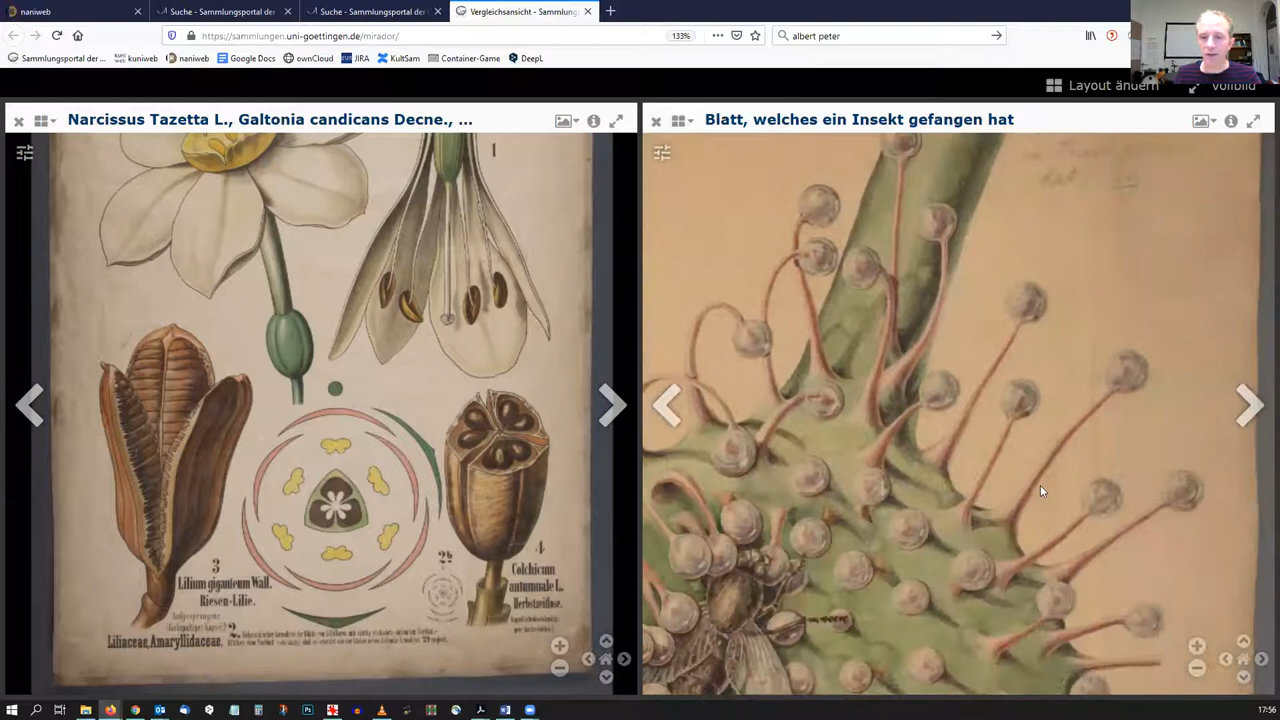 naniweb
Suche - Sammlungsportal der
Suche - Sammlungsportal der
Vergleichsansicht - Sammlung
https://sammlungen.uni-goettingen.de/mirador/
133%
albert peter
Sammlungsportal der ...
kuniweb
naniweb
Google Docs
ownCloud
JIRA
KultSam
Container-Game
DeepL
Layout ändern
Vollbild
Narcissus Tazetta L., Galtonia candicans Decne., ...
Blatt, welches ein Insekt gefangen hat
1
3
Lilium giganteum Wall.
Riesen-Lilie.
Liliaceae, Amaryllidaceae.
2.
2b
4
Colchicum
autumnale L.
Herbstzeitlose.
17:56